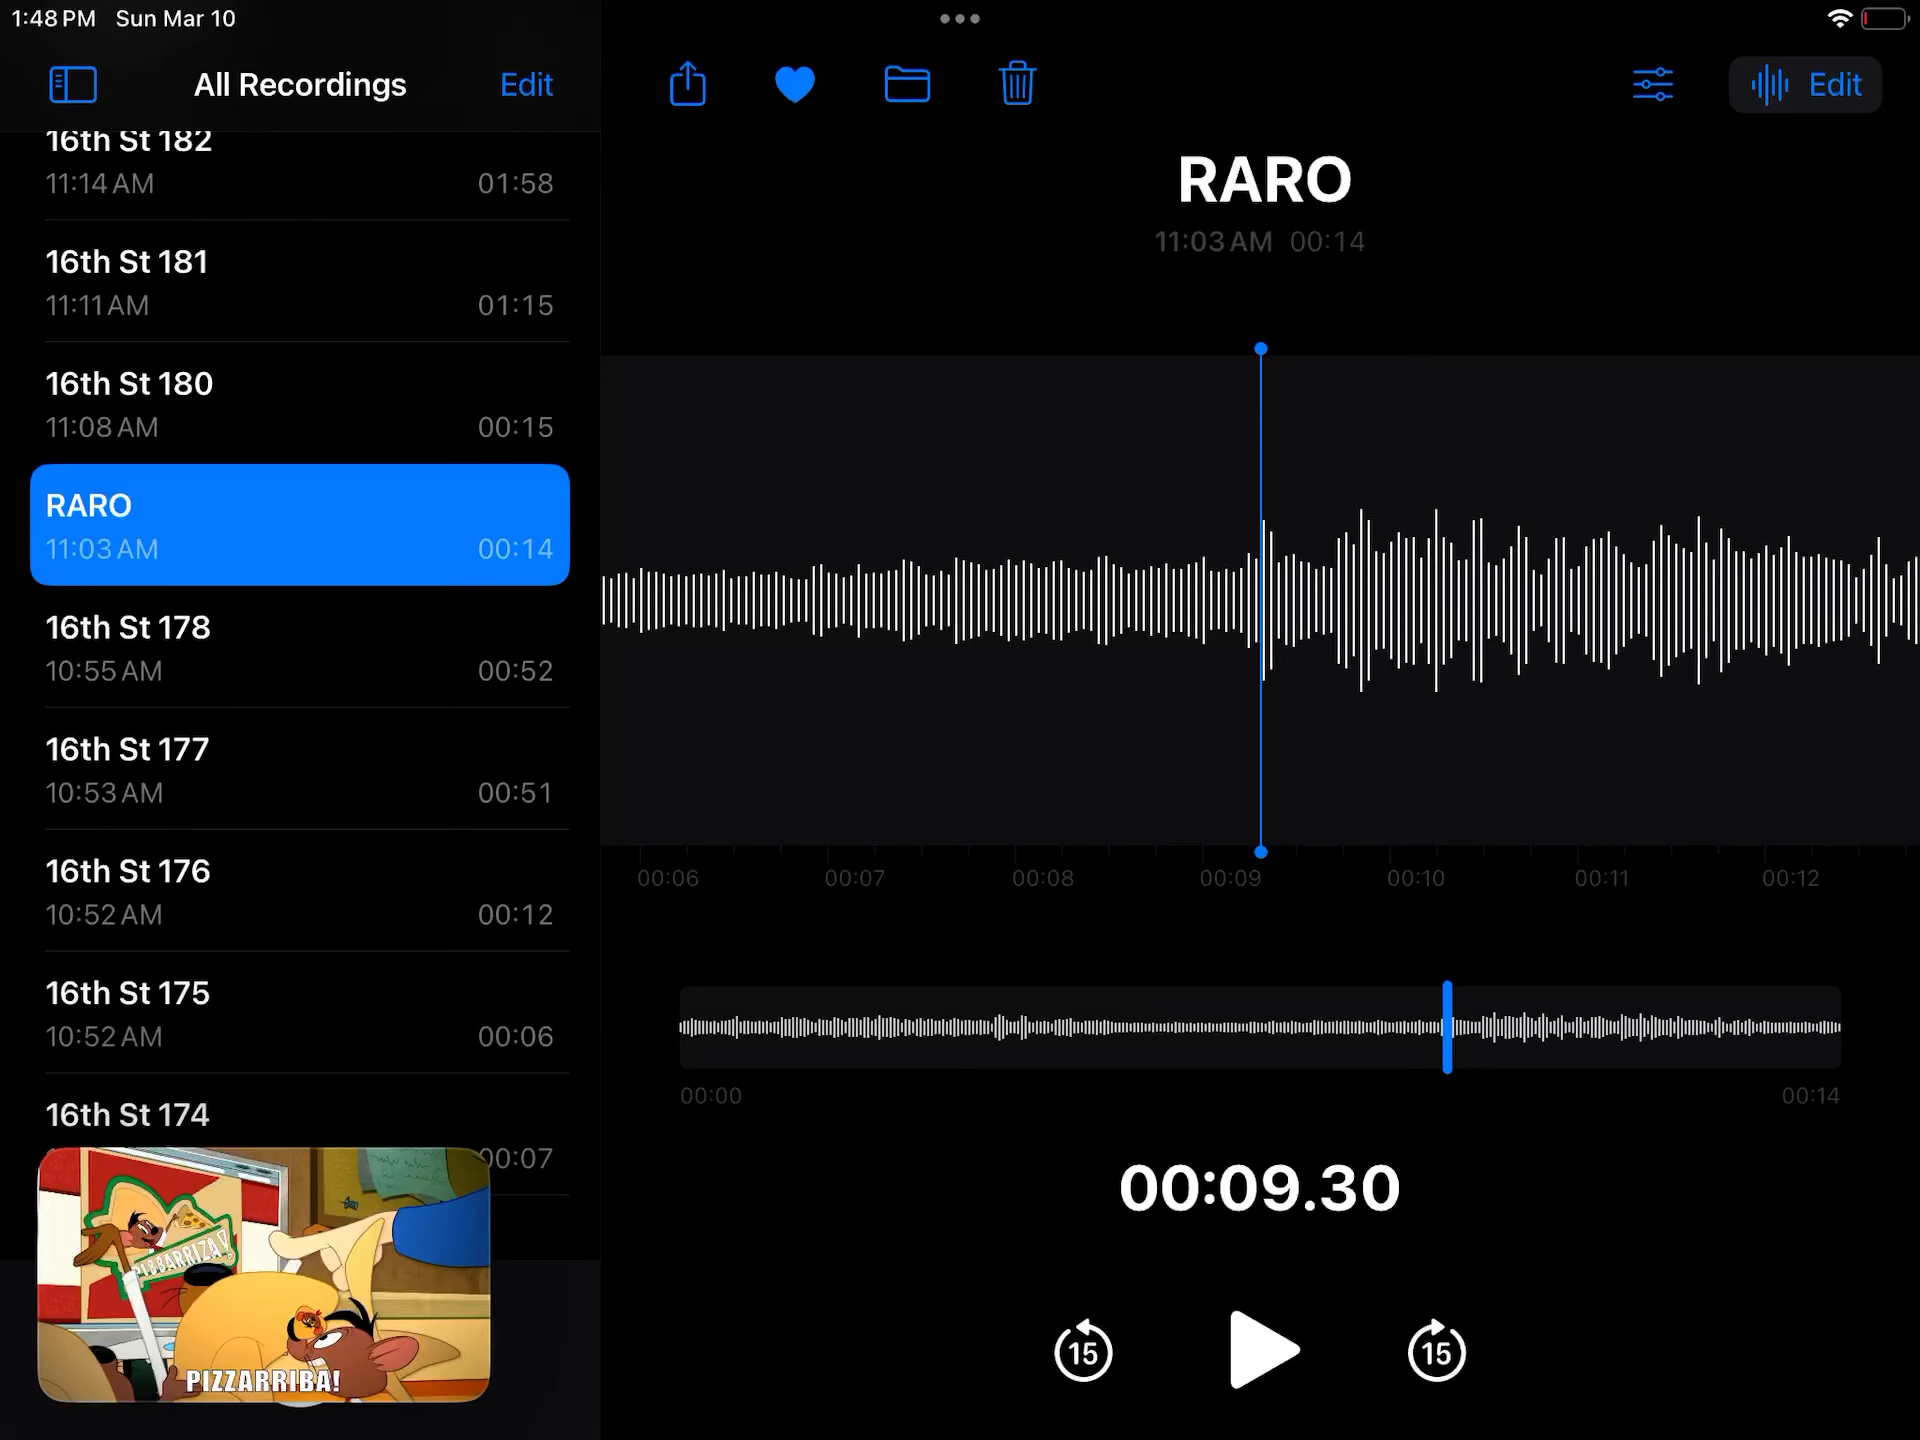 1:48 PM Sun Mar 10
All Recordings
Edit
16th St 182
11:14 AM 01:58
16th St 181
11:11 AM 01:15
16th St 180
11:08 AM 00:15
RARO
11:03 AM 00:14
16th St 178
10:55 AM 00:52
16th St 177
10:53 AM 00:51
16th St 176
10:52 AM 00:12
16th St 175
10:52 AM 00:06
16th St 174
00:07
PIZZARRIZA!
PIZZARRIBA!
Edit
RARO
11:03 AM 00:14
00:06 00:07 00:08 00:09 00:10 00:11 00:12
00:00 00:14
00:09.30
15 15